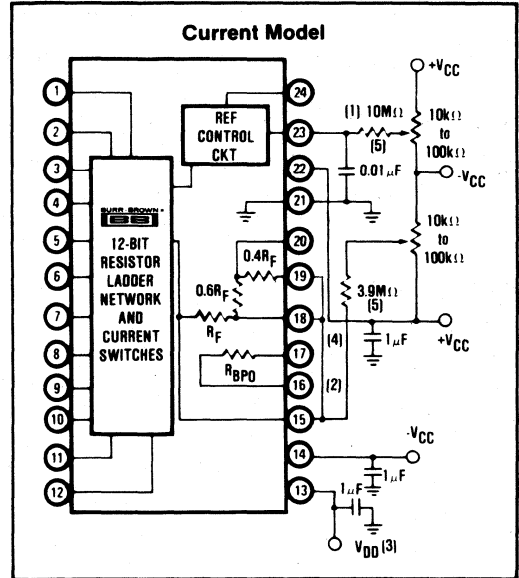 Current Model
1
2
3
4
5
6
7
8
9
10
11
12
BURR-BROWN®
BB
12-BIT
RESISTOR
LADDER
NETWORK
AND
CURRENT
SWITCHES
REF
CONTROL
CKT
0.4RF
0.6RF
RF
RBPO
24
23
22
21
20
19
18
17
16
15
14
13
+VCC
(1) 10MΩ
(5)
10kΩ
to
100kΩ
0.01μF
-VCC
10kΩ
to
100kΩ
3.9MΩ
(5)
(4)
1μF
+VCC
(2)
-VCC
1μF
1μF
VDD (3)